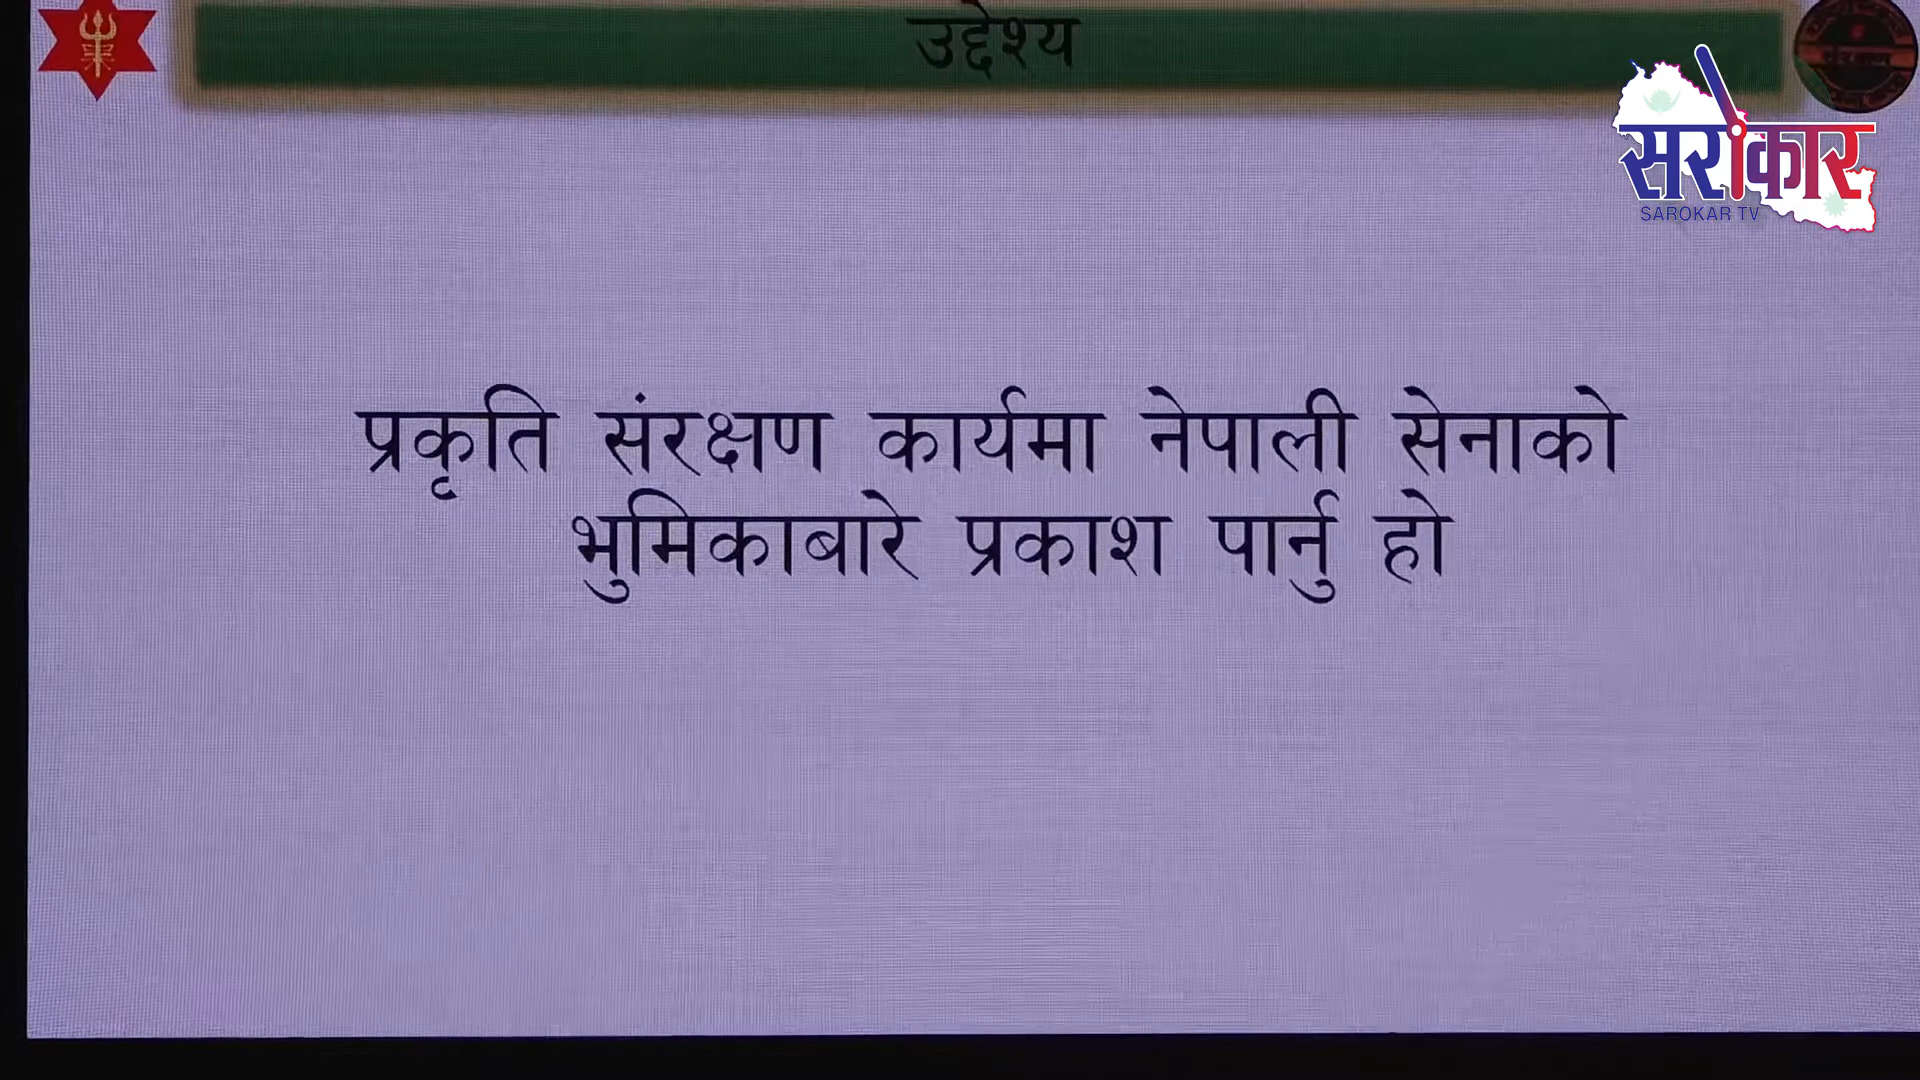 उद्देश्य
सरोकार
SAROKAR TV
प्रकृति संरक्षण कार्यमा नेपाली सेनाको
भुमिकाबारे प्रकाश पार्नु हो